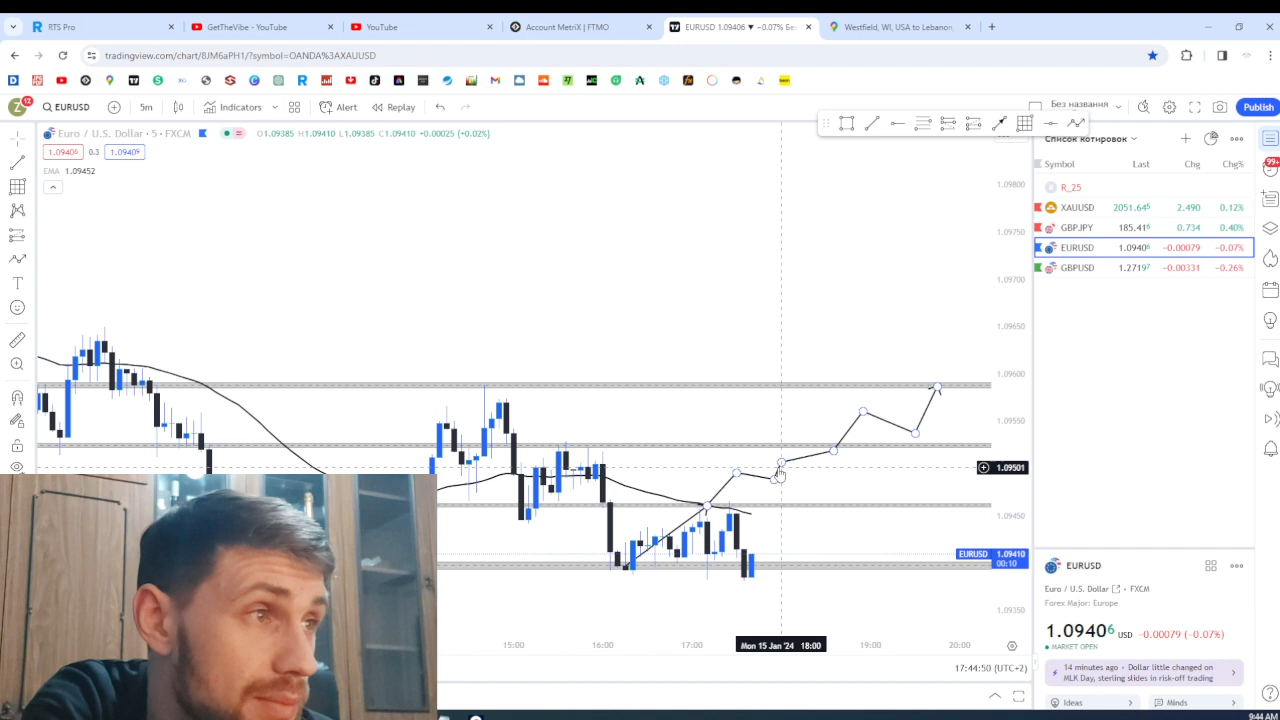 RTS Pro
GetTheVibe - YouTube
YouTube
Account MetriX | FTMO
EURUSD 1.09406 ▼ −0.07% Бе
Westfield, WI, USA to Lebanon,
tradingview.com/chart/8JM6aPH1/?symbol=OANDA%3AXAUUSD
Z 12
EURUSD
5m
Indicators
Alert
Replay
Без названия
Publish
Euro / U.S. Dollar · 5 · FXCM
O1.09385 H1.09410 L1.09385 C1.09410 +0.00025 (+0.02%)
1.09406 0.3 1.09409
EMA 1.09452
Список котировок
Symbol Last Chg Chg%
R_25
XAUUSD 2051.645 2.490 0.12%
GBPJPY 185.416 0.734 0.40%
EURUSD 1.09406 −0.00079 −0.07%
GBPUSD 1.27197 −0.00331 −0.26%
99+
1.09800
1.09750
1.09700
1.09650
1.09600
1.09550
1.09501
1.09450
EURUSD 1.09410
00:10
1.09150
15:00 16:00 17:00 Mon 15 Jan '24 18:00 19:00 20:00
17:44:50 (UTC+2)
EURUSD
Euro / U.S. Dollar · FXCM
Forex Major: Europe
1.09406 USD −0.00079 (−0.07%)
MARKET OPEN
14 minutes ago · Dollar little changed on
MLK Day, sterling slides in risk-off trading
Ideas
Minds
9:44 AM